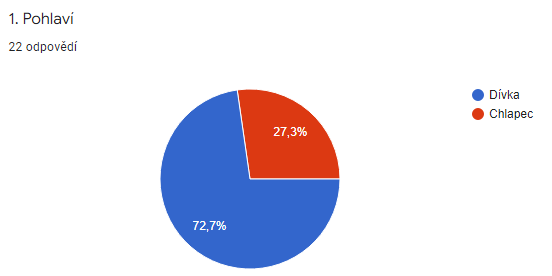 1. Pohlaví
22 odpovědí
Dívka
Chlapec
27,3%
72,7%